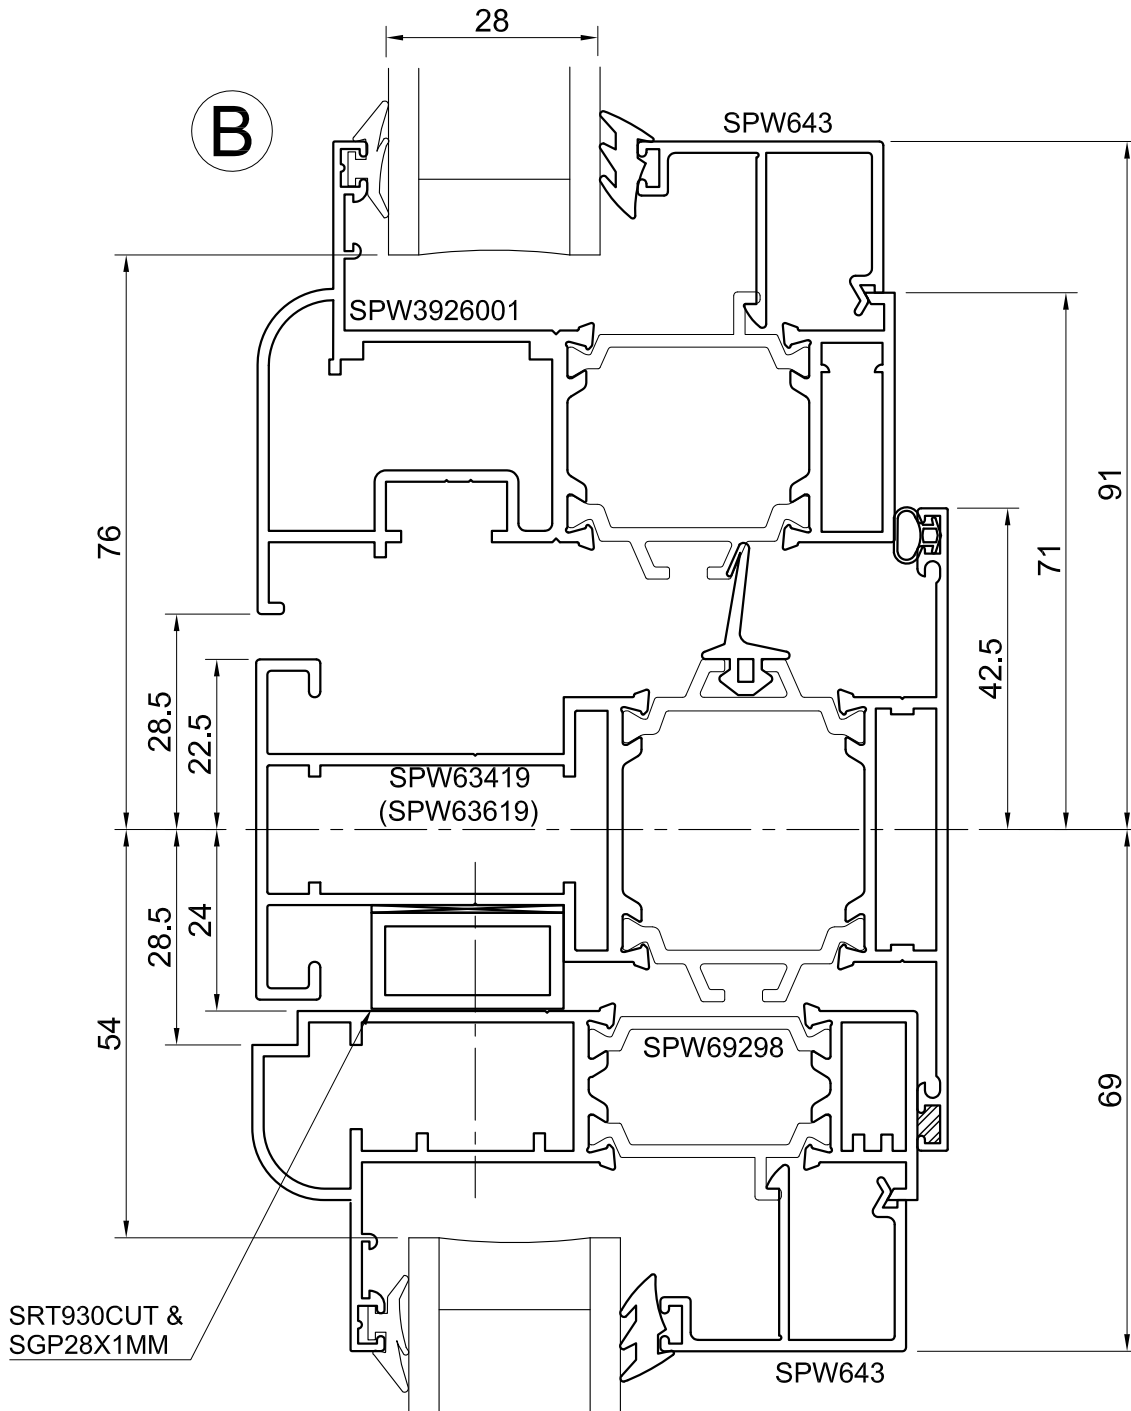 28
B
SPW643
SPW3926001
91
76
71
42.5
28.5
22.5
SPW63419
(SPW63619)
28.5
24
54
SPW69298
69
SRT930CUT &
SGP28X1MM
SPW643